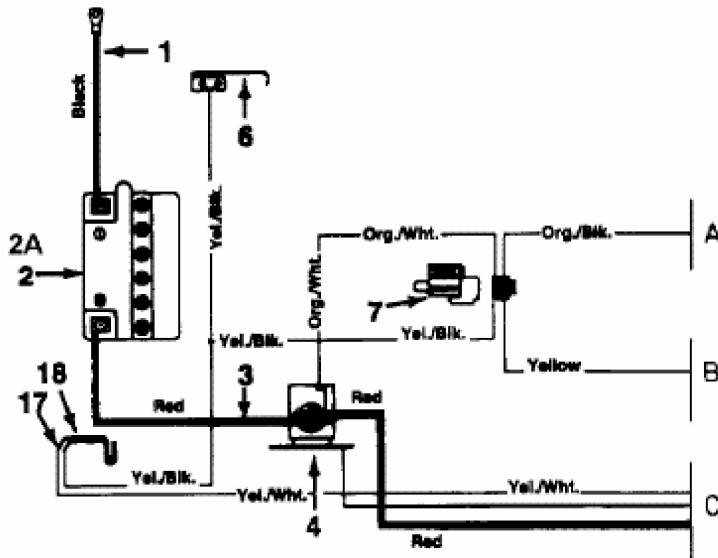 1
Black
6
Yel./Blk.
2A
2
Org./Wht.
Org./Blk.
A
Org./Wht.
7
Yel./Blk.
Yel./Blk.
18
17
3
Red
Red
Yellow
B
Yel./Blk.
Yel./Wht.
4
Yel./Wht.
C
Red